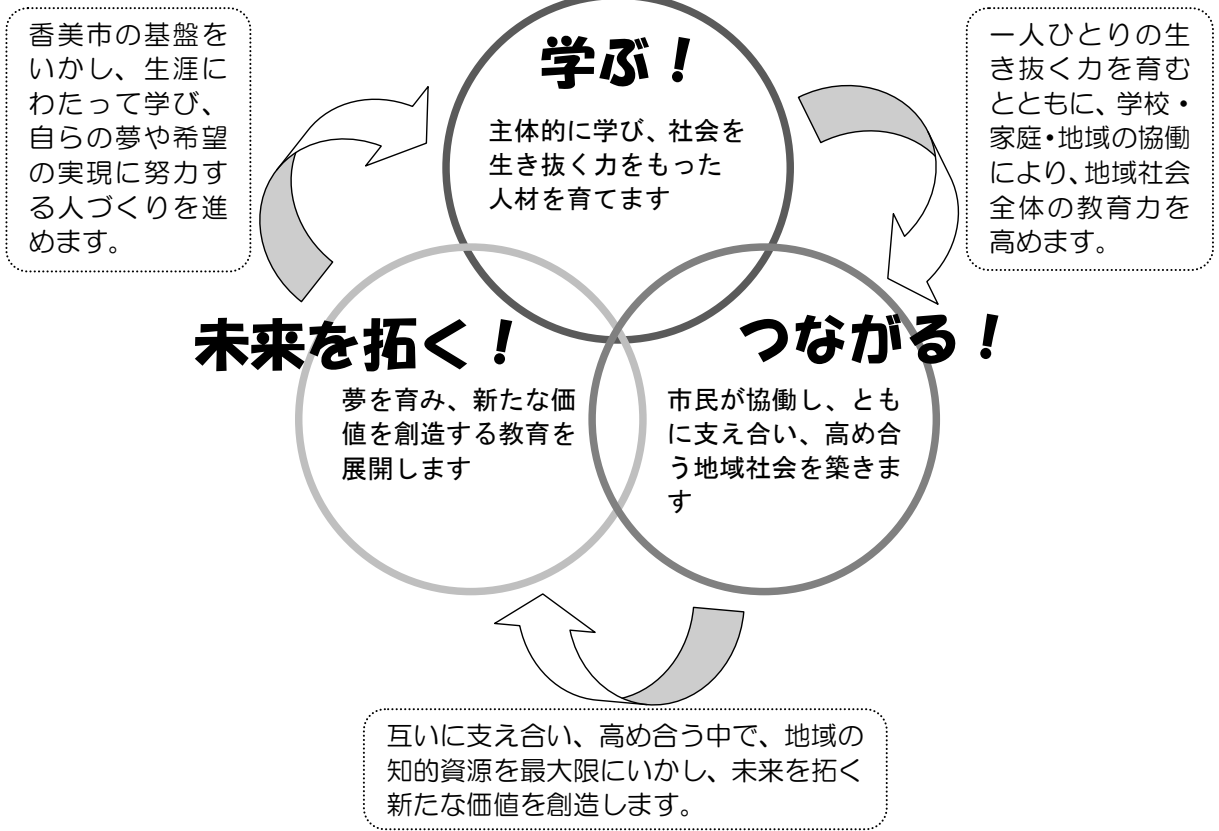 香美市の基盤を
いかし、生涯に
わたって学び、
自らの夢や希望
の実現に努力す
る人づくりを進
めます。
学ぶ！
主体的に学び、社会を
生き抜く力をもった
人材を育てます
一人ひとりの生
き抜く力を育む
とともに、学校・
家庭・地域の協働
により、地域社会
全体の教育力を
高めます。
未来を拓く！
夢を育み、新たな価
値を創造する教育を
展開します
つながる！
市民が協働し、とも
に支え合い、高め合
う地域社会を築きま
す
互いに支え合い、高め合う中で、地域の
知的資源を最大限にいかし、未来を拓く
新たな価値を創造します。